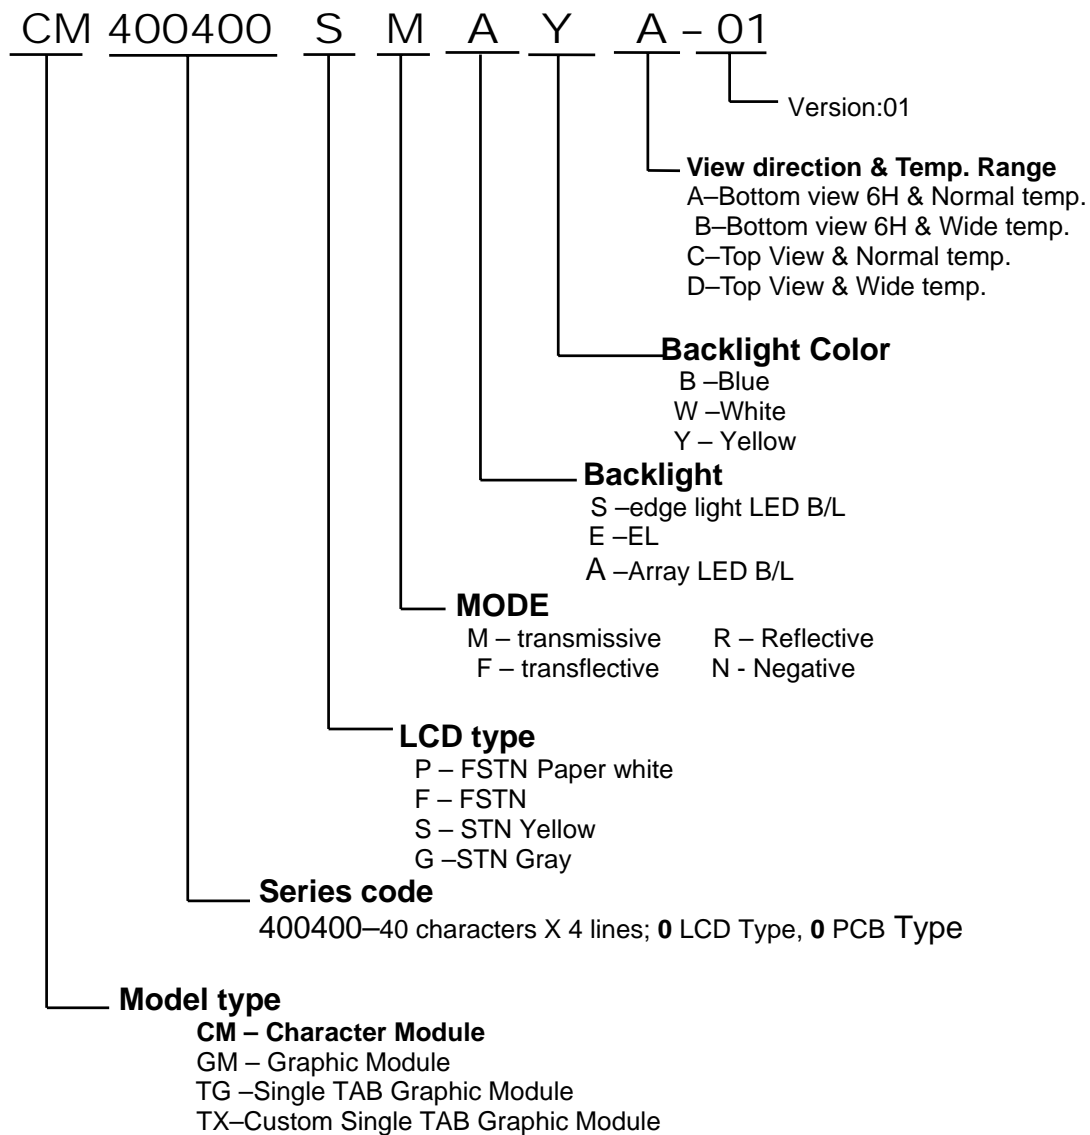 CM 400400 S M A Y A - 01
Version:01
View direction & Temp. Range
A–Bottom view 6H & Normal temp.
B–Bottom view 6H & Wide temp.
C–Top View & Normal temp.
D–Top View & Wide temp.
Backlight Color
B –Blue
W –White
Y – Yellow
Backlight
S –edge light LED B/L
E –EL
A –Array LED B/L
MODE
M – transmissive R – Reflective
F – transflective N - Negative
LCD type
P – FSTN Paper white
F – FSTN
S – STN Yellow
G –STN Gray
Series code
400400–40 characters X 4 lines; 0 LCD Type, 0 PCB Type
Model type
CM – Character Module
GM – Graphic Module
TG –Single TAB Graphic Module
TX–Custom Single TAB Graphic Module